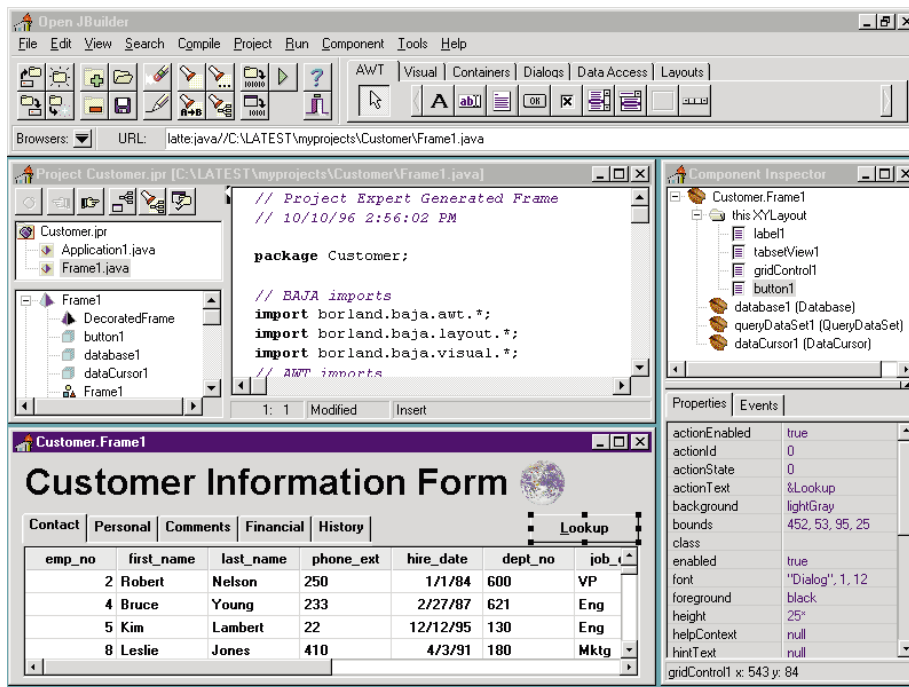 Open JBuilder
File Edit View Search Compile Project Run Component Tools Help
AWT Visual Containers Dialogs Data Access Layouts
Browsers: URL: latte:java//C:\LATEST\myprojects\Customer\Frame1.java
Project Customer.jpr [C:\LATEST\myprojects\Customer\Frame1.java]
Customer.jpr
Application1.java
Frame1.java
Frame1
DecoratedFrame
button1
database1
dataCursor1
Frame1
// Project Expert Generated Frame
// 10/10/96 2:56:02 PM
package Customer;
// BAJA imports
import borland.baja.awt.*;
import borland.baja.layout.*;
import borland.baja.visual.*;
// AWT imports
1: 1 Modified Insert
Component Inspector
Customer.Frame1
this XYLayout
label1
tabsetView1
gridControl1
button1
database1 (Database)
queryDataSet1 (QueryDataSet)
dataCursor1 (DataCursor)
Properties Events
actionEnabled true
actionId 0
actionState 0
actionText &Lookup
background lightGray
bounds 452, 53, 95, 25
class
enabled true
font "Dialog", 1, 12
foreground black
height 25*
helpContext null
hintText null
gridControl1 x: 543 y: 84
Customer.Frame1
Customer Information Form
Contact Personal Comments Financial History Lookup
emp_no first_name last_name phone_ext hire_date dept_no job_
2 Robert Nelson 250 1/1/84 600 VP
4 Bruce Young 233 2/27/87 621 Eng
5 Kim Lambert 22 12/12/95 130 Eng
8 Leslie Jones 410 4/3/91 180 Mktg